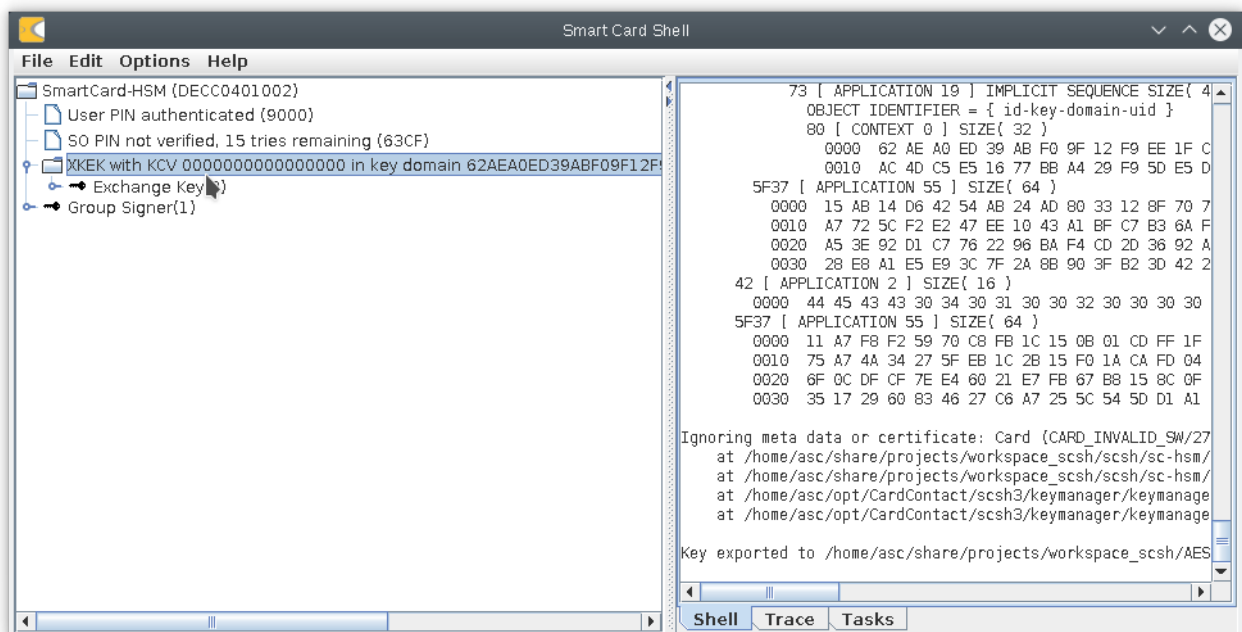 Smart Card Shell
File Edit Options Help
SmartCard-HSM (DECC0401002)
User PIN authenticated (9000)
SO PIN not verified, 15 tries remaining (63CF)
XKEK with KCV 0000000000000000 in key domain 62AEA0ED39ABF09F12F9
Exchange Key
Group Signer(1)
73 [ APPLICATION 19 ] IMPLICIT SEQUENCE SIZE( 4
OBJECT IDENTIFIER = { id-key-domain-uid }
80 [ CONTEXT 0 ] SIZE( 32 )
0000 62 AE A0 ED 39 AB F0 9F 12 F9 EE 1F C
0010 AC 4D C5 E5 16 77 BB A4 29 F9 5D E5 D
5F37 [ APPLICATION 55 ] SIZE( 64 )
0000 15 AB 14 D6 42 54 AB 24 AD 80 33 12 8F 70 7
0010 A7 72 5C F2 E2 47 EE 10 43 A1 BF C7 B3 6A F
0020 A5 3E 92 D1 C7 76 22 96 BA F4 CD 2D 36 92 A
0030 28 E8 A1 E5 E9 3C 7F 2A 8B 90 3F B2 3D 42 2
42 [ APPLICATION 2 ] SIZE( 16 )
0000 44 45 43 43 30 34 30 31 30 30 32 30 30 30 30
5F37 [ APPLICATION 55 ] SIZE( 64 )
0000 11 A7 F8 F2 59 70 C8 FB 1C 15 0B 01 CD FF 1F
0010 75 A7 4A 34 27 5F EB 1C 2B 15 F0 1A CA FD 04
0020 6F 0C DF CF 7E E4 60 21 E7 FB 67 B8 15 8C 0F
0030 35 17 29 60 83 46 27 C6 A7 25 5C 54 5D D1 A1
Ignoring meta data or certificate: Card (CARD_INVALID_SW/27
at /home/asc/share/projects/workspace_scsh/scsh/sc-hsm/
at /home/asc/share/projects/workspace_scsh/scsh/sc-hsm/
at /home/asc/opt/CardContact/scsh3/keymanager/keymanage
at /home/asc/opt/CardContact/scsh3/keymanager/keymanage
Key exported to /home/asc/share/projects/workspace_scsh/AES
Shell Trace Tasks